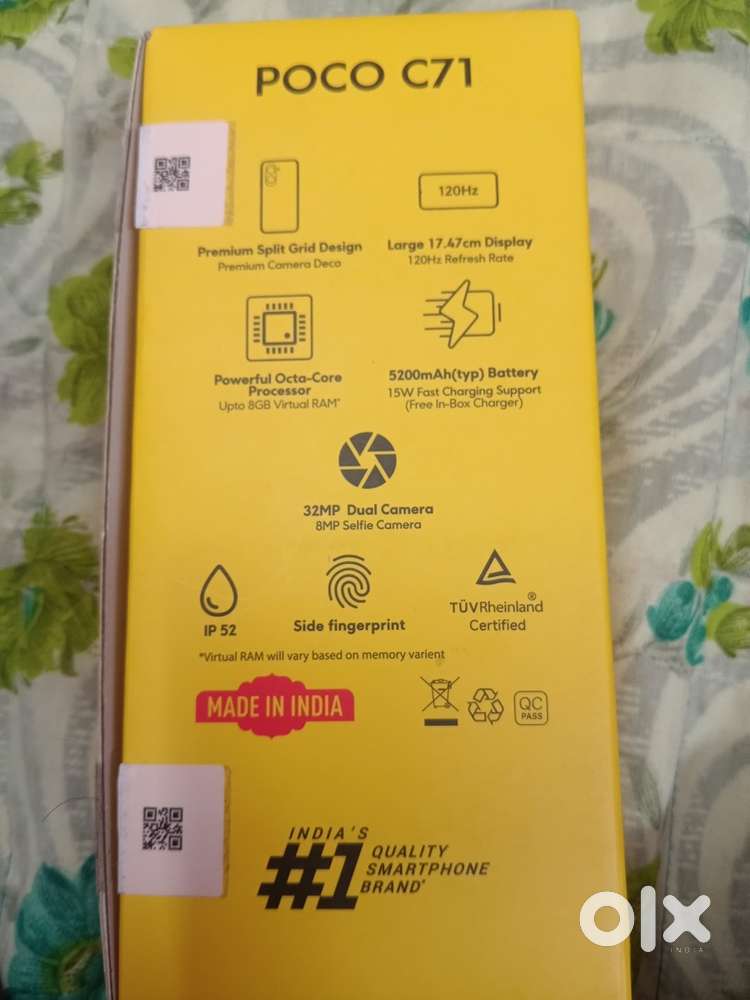 POCO C71
120Hz
Premium Split Grid Design
Premium Camera Deco
Large 17.47cm Display
120Hz Refresh Rate
Powerful Octa-Core
Processor
Upto 8GB Virtual RAM*
5200mAh(typ) Battery
15W Fast Charging Support
(Free In-Box Charger)
32MP Dual Camera
8MP Selfie Camera
IP 52
Side fingerprint
TÜVRheinland®
Certified
*Virtual RAM will vary based on memory varient
MADE IN INDIA
QC
PASS
INDIA'S
#1 QUALITY
SMARTPHONE
BRAND*
olx
INDIA